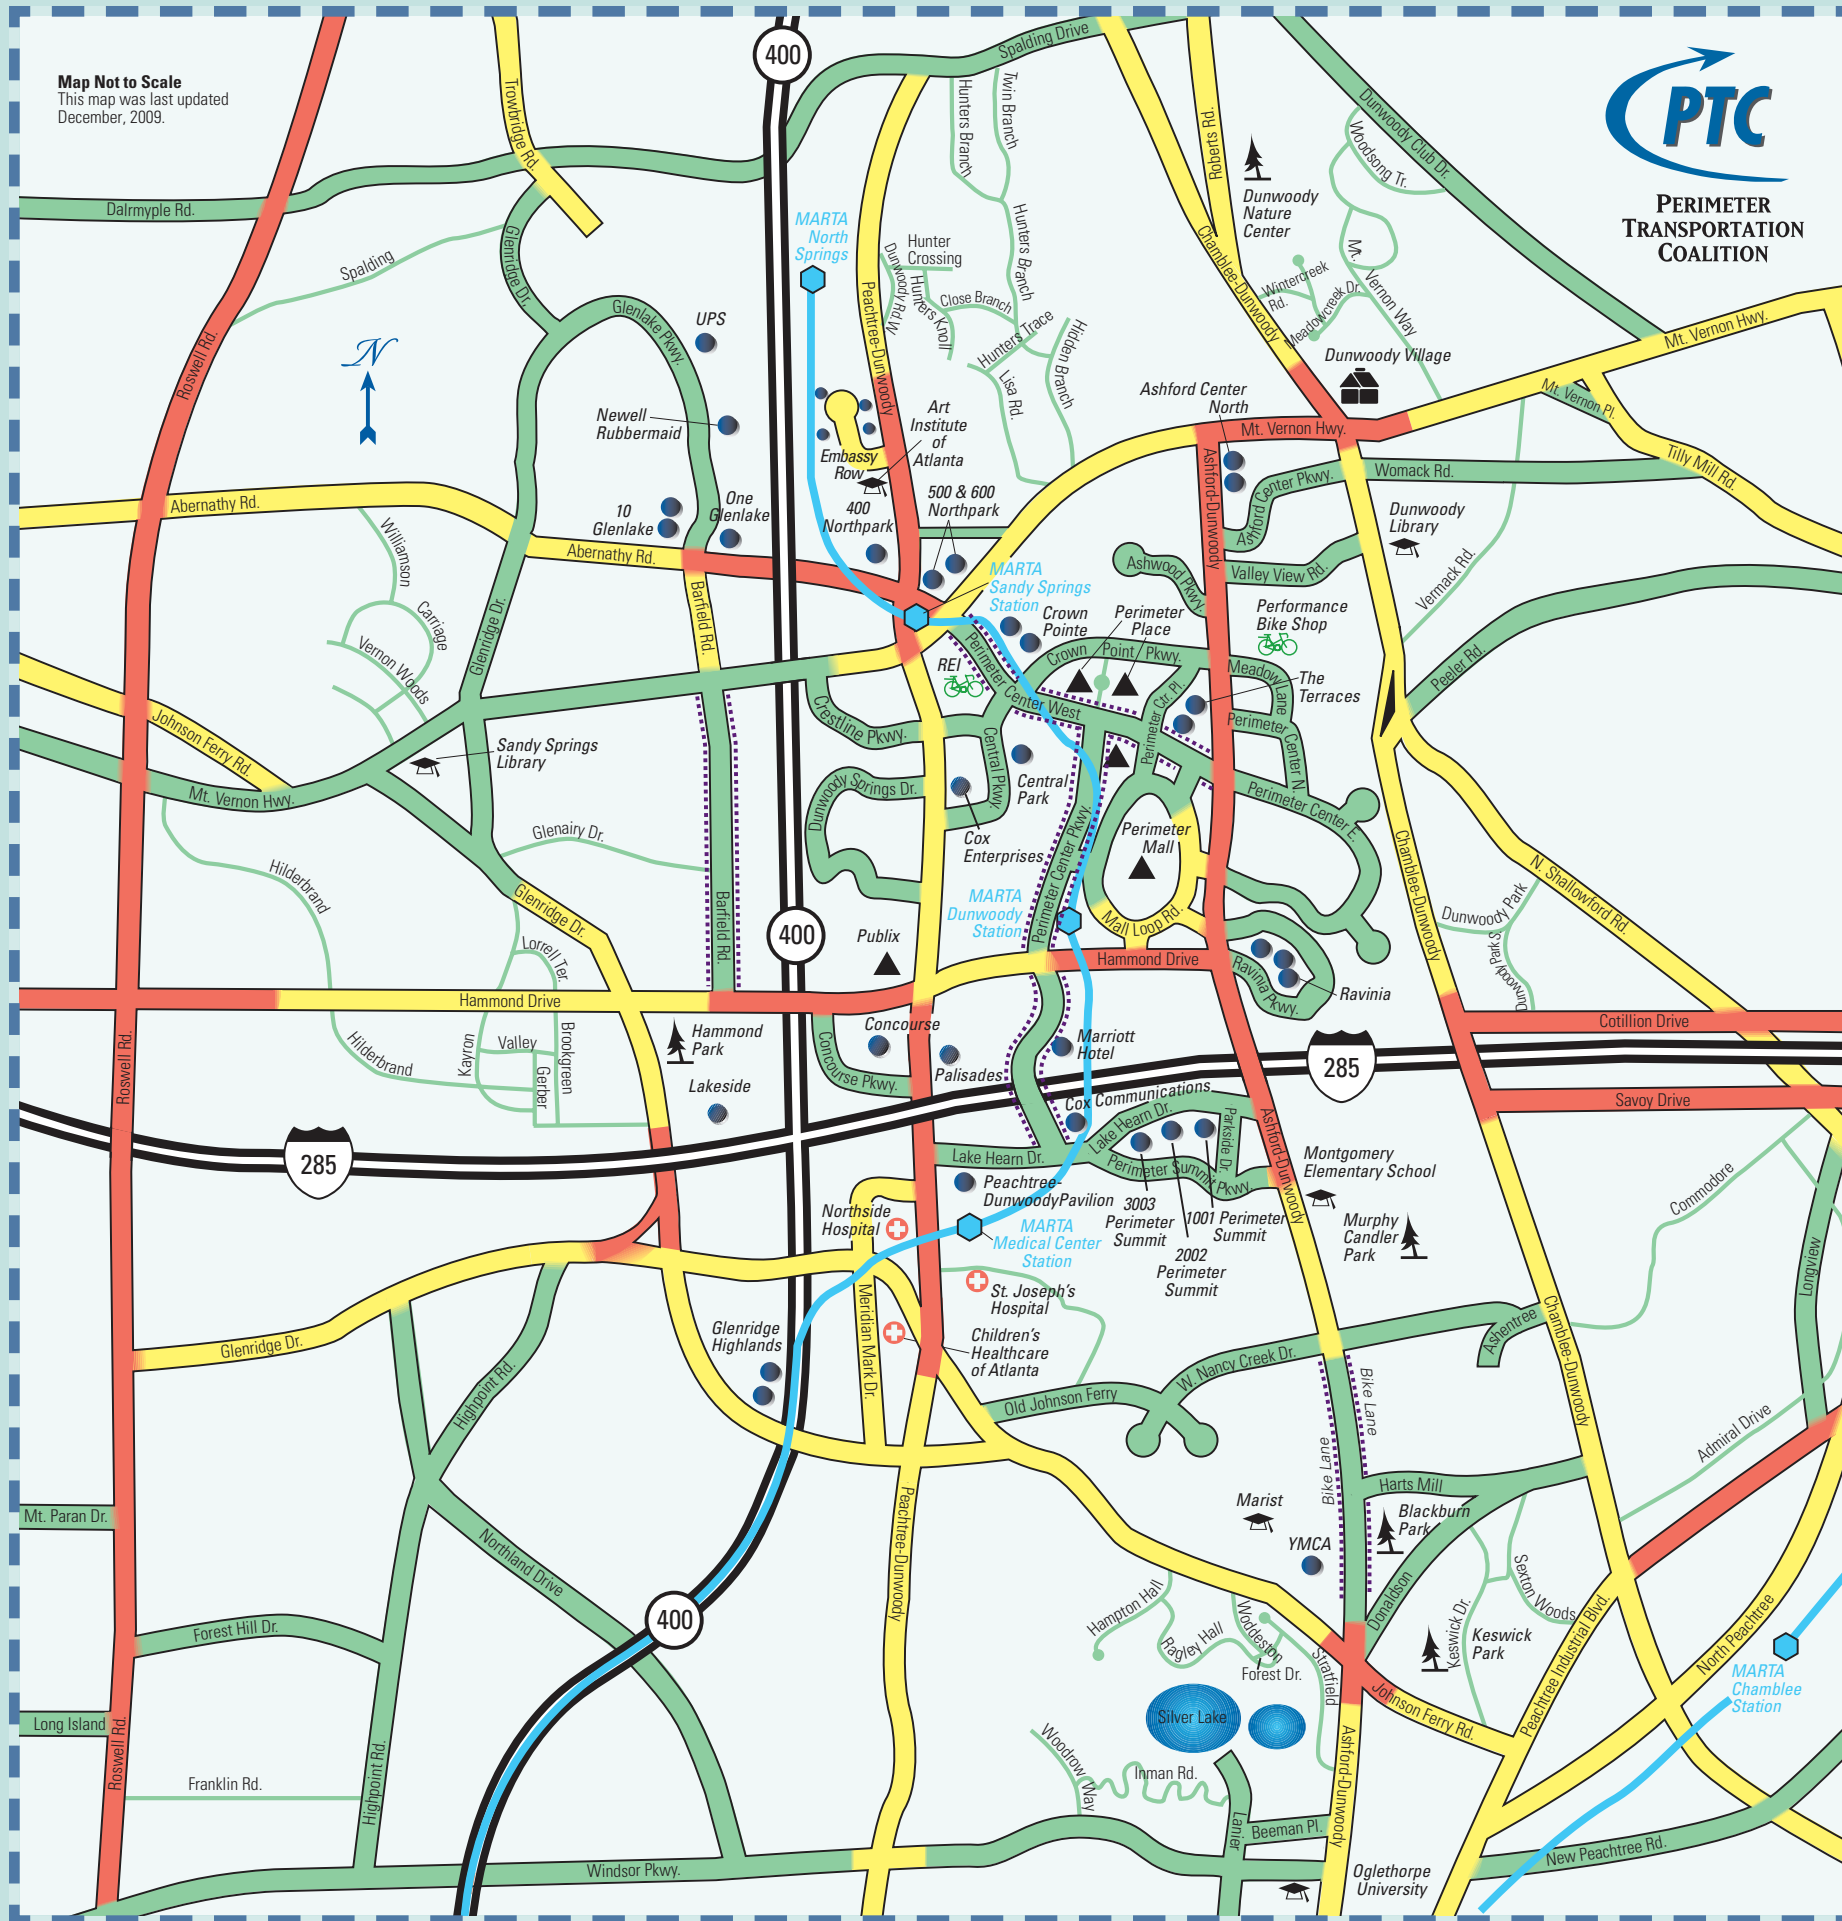 Map Not to Scale
This map was last updated
December, 2009.
PTC
PERIMETER
TRANSPORTATION
COALITION
N
400
Spalding Drive
Trowbridge Rd.
Dalrmyple Rd.
Spalding
Glenridge Dr.
Roswell Rd.
Hunters Branch
Twin Branch
Hunters Branch
Roberts Rd.
Dunwoody Club Dr.
Woodsong Tr.
Dunwoody
Nature
Center
MARTA
North
Springs
Hunter
Crossing
Dunwoody Rd.W.
Hunters Knoll
Close Branch
Hunters Trace
Hidden Branch
Lisa Rd.
Peachtree-Dunwoody
Chamblee-Dunwoody
Wintercreek
Rd.
Meadowcreek Dr.
Mt. Vernon Way
Mt. Vernon Hwy.
Dunwoody Village
Mt. Vernon Pl.
Tilly Mill Rd.
Glenlake Pkwy.
UPS
Newell
Rubbermaid
Embassy
Row
Art
Institute
of
Atlanta
Ashford Center
North
Mt. Vernon Hwy.
Womack Rd.
Ashford-Dunwoody
Ashford Center Pkwy.
Dunwoody
Library
Vermack Rd.
Valley View Rd.
Abernathy Rd.
Williamson
Carriage
Vernon Woods
Glenridge Dr.
10
Glenlake
One
Glenlake
400
Northpark
500 & 600
Northpark
Abernathy Rd.
Barfield Rd.
MARTA
Sandy Springs
Station
Crown
Pointe
Perimeter
Place
Ashwood Pkwy.
Performance
Bike Shop
Peeler Rd.
REI
Crown Point Pkwy.
Perimeter Center West
Perimeter Ctr. Pl.
Meadow Lane
The
Terraces
Perimeter Center N.
Johnson Ferry Rd.
Mt. Vernon Hwy.
Sandy Springs
Library
Crestline Pkwy.
Central Pkwy.
Central
Park
Dunwoody Springs Dr.
Cox
Enterprises
Perimeter Center Pkwy.
Perimeter
Mall
Perimeter Center E.
Mall Loop Rd.
Glenairy Dr.
Hilderbrand
Glenridge Dr.
Barfield Rd.
400
Publix
MARTA
Dunwoody
Station
Perimeter Center Pkwy.
Chamblee-Dunwoody
N. Shallowford Rd.
Dunwoody Park
Dunwoody Park S.
Lorrell Ter.
Hammond Drive
Hammond Drive
Ravinia Pkwy.
Ravinia
Cotillion Drive
Savoy Drive
Roswell Rd.
Hilderbrand
Kayron
Valley
Gerber
Brookgreen
Hammond
Park
Lakeside
Concourse
Concourse Pkwy.
Palisades
Marriott
Hotel
285
285
Cox Communications
Lake Hearn Dr.
Lake Hearn Dr.
Parkside Dr.
Perimeter Summit Pkwy.
Ashford-Dunwoody
Montgomery
Elementary School
Murphy
Candler
Park
Commodore
Longview
Peachtree-
DunwoodyPavilion
3003
Perimeter
Summit
1001 Perimeter
Summit
2002
Perimeter
Summit
Northside
Hospital
MARTA
Medical Center
Station
St. Joseph's
Hospital
Children's
Healthcare
of Atlanta
Meridian Mark Dr.
Glenridge
Highlands
Glenridge Dr.
Highpoint Rd.
W. Nancy Creek Dr.
Ashentree
Chamblee-Dunwoody
Old Johnson Ferry
Bike Lane
Bike Lane
Admiral Drive
Harts Mill
Marist
Blackburn
Park
YMCA
Donaldson
Sexton Woods
Keswick Dr.
Keswick
Park
Mt. Paran Dr.
Northland Drive
Peachtree-Dunwoody
400
Forest Hill Dr.
Hampton Hall
Ragley Hall
Woddeston
Forest Dr.
Stratfield
Silver Lake
Johnson Ferry Rd.
Peachtree Industrial Blvd.
North Peachtree
MARTA
Chamblee
Station
Long Island
Roswell Rd.
Franklin Rd.
Highpoint Rd.
Woodrow Way
Inman Rd.
Lanier
Beeman Pl.
Ashford-Dunwoody
Windsor Pkwy.
Oglethorpe
University
New Peachtree Rd.